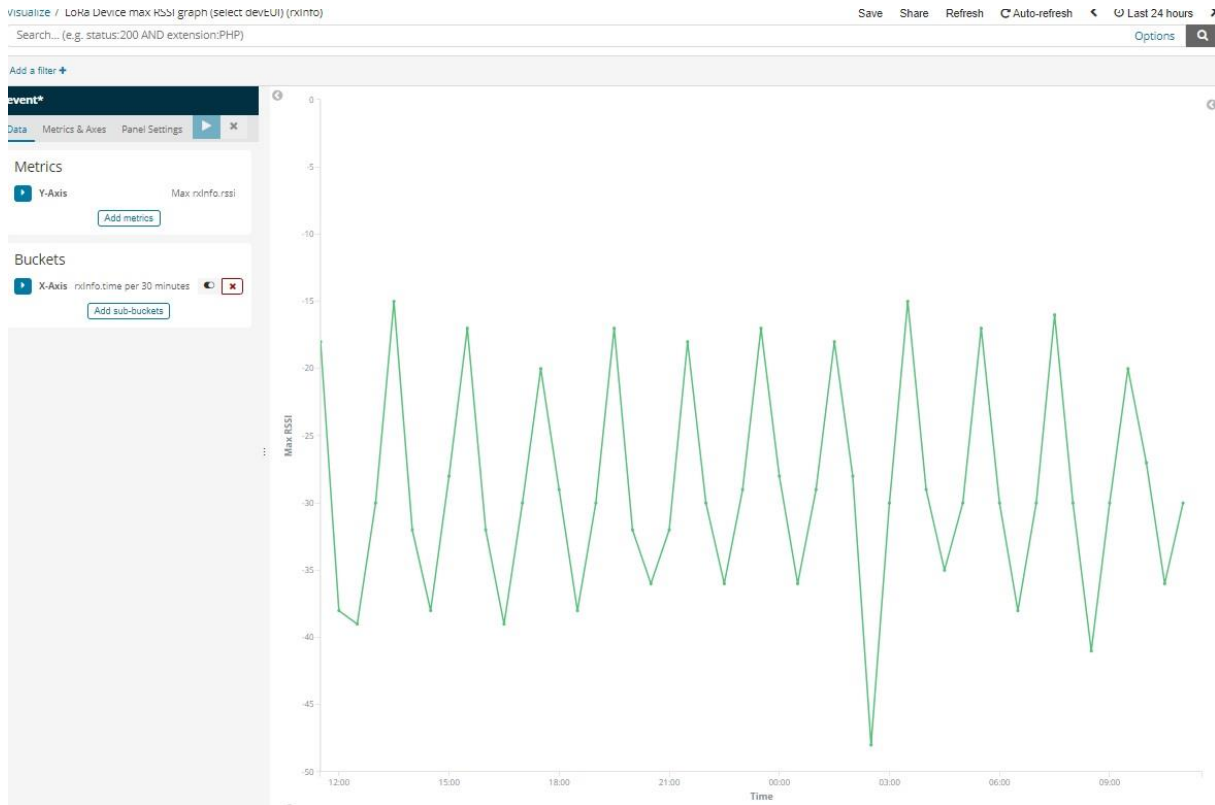 Visualize / LoRa Device max RSSI graph (select devEUI) (rxInfo)
Save Share Refresh Auto-refresh Last 24 hours
Search... (e.g. status:200 AND extension:PHP)
Options
Add a filter +
event*
Data Metrics & Axes Panel Settings
Metrics
Y-Axis Max rxInfo.rssi
Add metrics
Buckets
X-Axis rxInfo.time per 30 minutes
Add sub-buckets
0
-5
-10
-15
-20
-25
-30
-35
-40
-45
-50
Max RSSI
12:00 15:00 18:00 21:00 00:00 03:00 06:00 09:00
Time